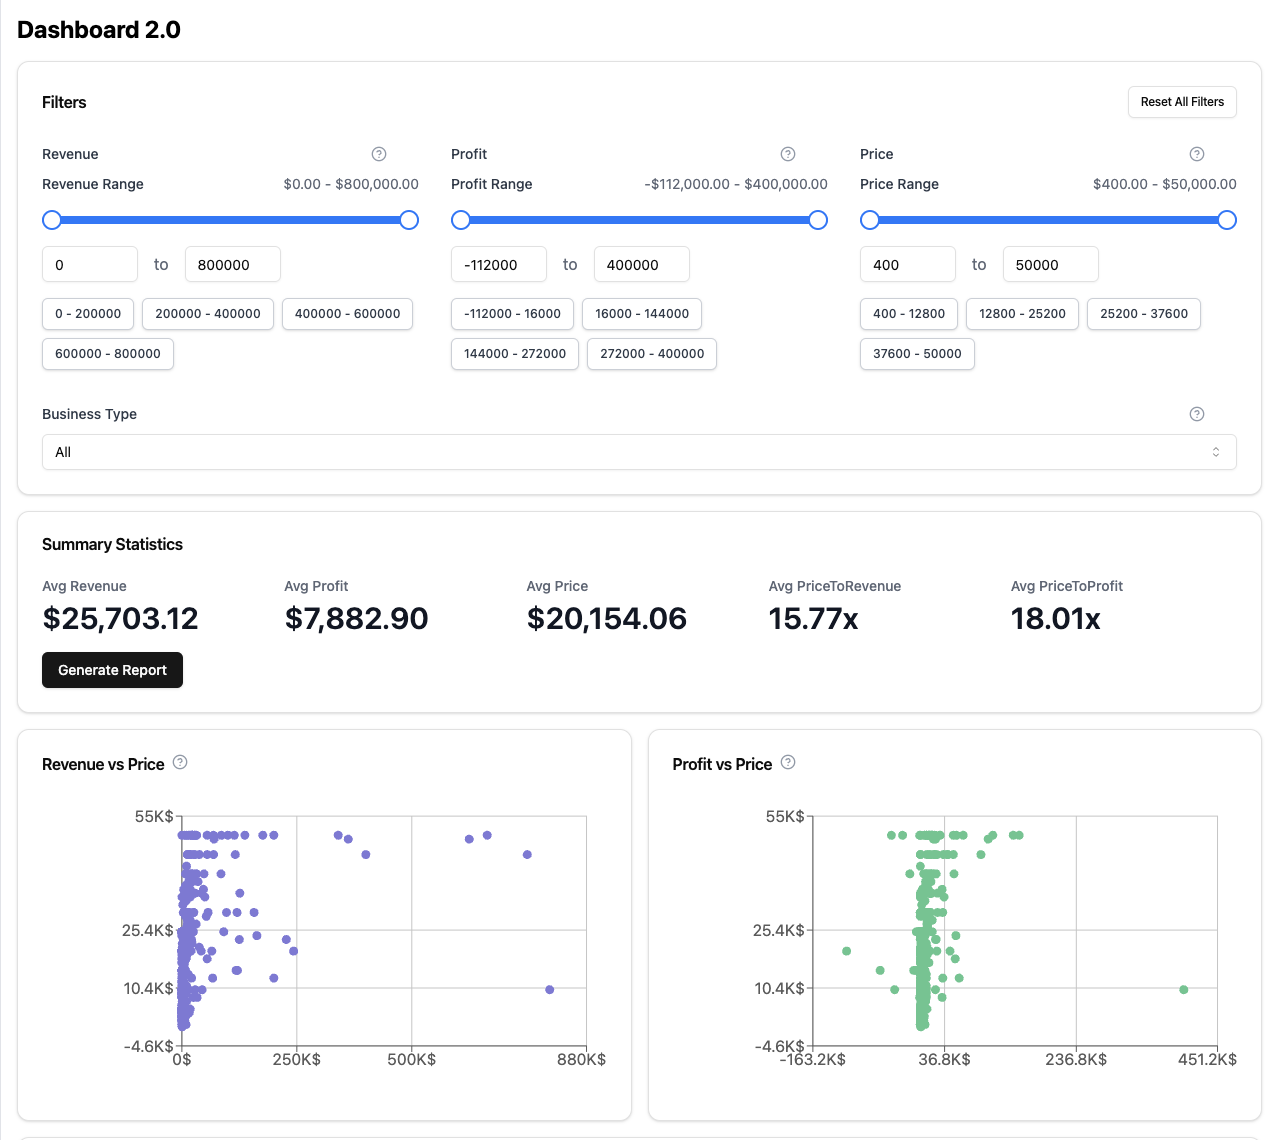 Dashboard 2.0
Filters
Reset All Filters
Revenue
Profit
Price
Revenue Range $0.00 - $800,000.00
Profit Range -$112,000.00 - $400,000.00
Price Range $400.00 - $50,000.00
0 to 800000
-112000 to 400000
400 to 50000
0 - 200000 200000 - 400000 400000 - 600000
600000 - 800000
-112000 - 16000 16000 - 144000
144000 - 272000 272000 - 400000
400 - 12800 12800 - 25200 25200 - 37600
37600 - 50000
Business Type
All
Summary Statistics
Avg Revenue
$25,703.12
Avg Profit
$7,882.90
Avg Price
$20,154.06
Avg PriceToRevenue
15.77x
Avg PriceToProfit
18.01x
Generate Report
Revenue vs Price
55K$
25.4K$
10.4K$
-4.6K$
0$ 250K$ 500K$ 880K$
Profit vs Price
55K$
25.4K$
10.4K$
-4.6K$
-163.2K$ 36.8K$ 236.8K$ 451.2K$